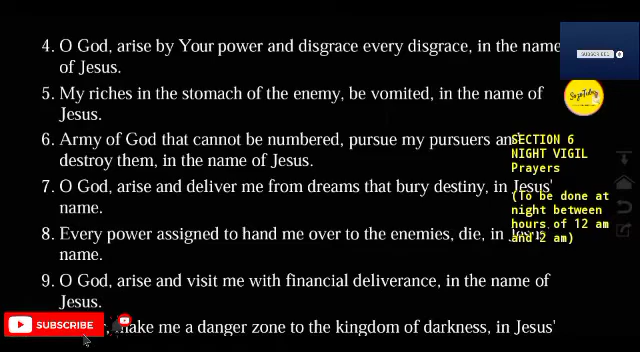 4. O God, arise by Your power and disgrace every disgrace, in the name
of Jesus.
5. My riches in the stomach of the enemy, be vomited, in the name of
Jesus.
6. Army of God that cannot be numbered, pursue my pursuers and
destroy them, in the name of Jesus.
7. O God, arise and deliver me from dreams that bury destiny, in Jesus'
name.
8. Every power assigned to hand me over to the enemies, die, in Jesus'
name.
9. O God, arise and visit me with financial deliverance, in the name of
Jesus.
make me a danger zone to the kingdom of darkness, in Jesus'
SUBSCRIBE
SECTION 6
NIGHT VIGIL
Prayers
(To be done at
night between
hours of 12 am
and 2 am)